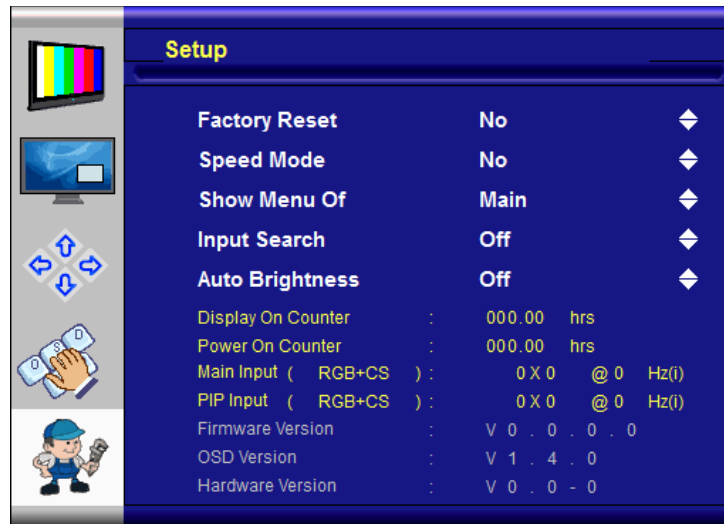 Setup
Factory Reset No
Speed Mode No
Show Menu Of Main
Input Search Off
Auto Brightness Off
Display On Counter : 000.00 hrs
Power On Counter : 000.00 hrs
Main Input ( RGB+CS ) : 0 X 0 @ 0 Hz(i)
PIP Input ( RGB+CS ) : 0 X 0 @ 0 Hz(i)
Firmware Version : V 0 . 0 . 0 . 0
OSD Version : V 1 . 4 . 0
Hardware Version : V 0 . 0 - 0
O S D